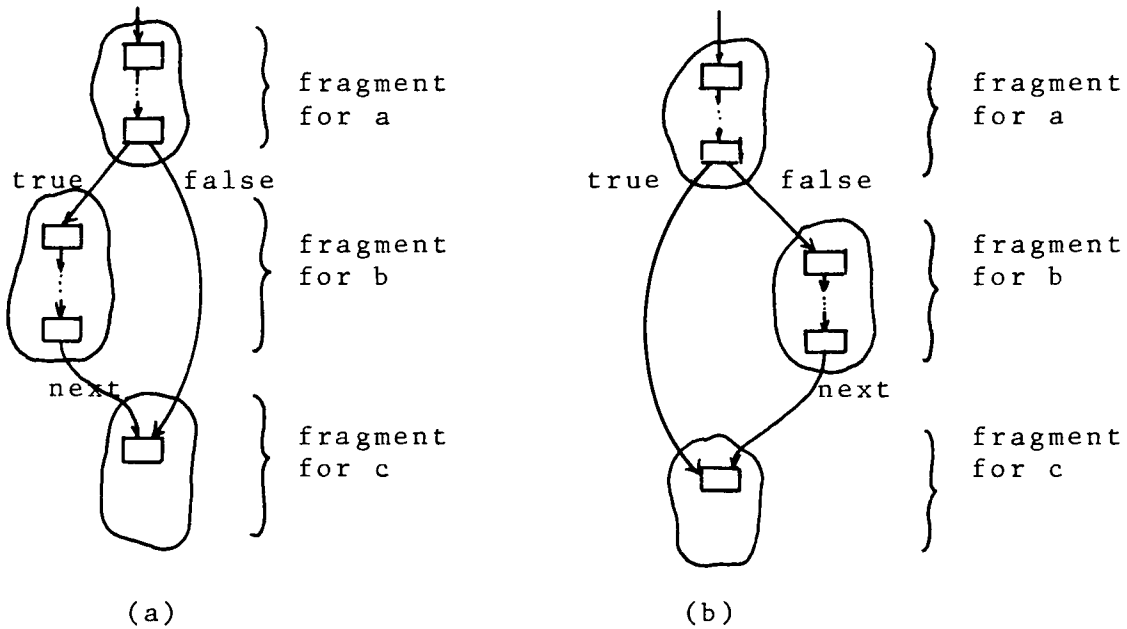 fragment
for a
true
false
fragment
for b
next
fragment
for c
(a)
fragment
for a
true
false
fragment
for b
next
fragment
for c
(b)